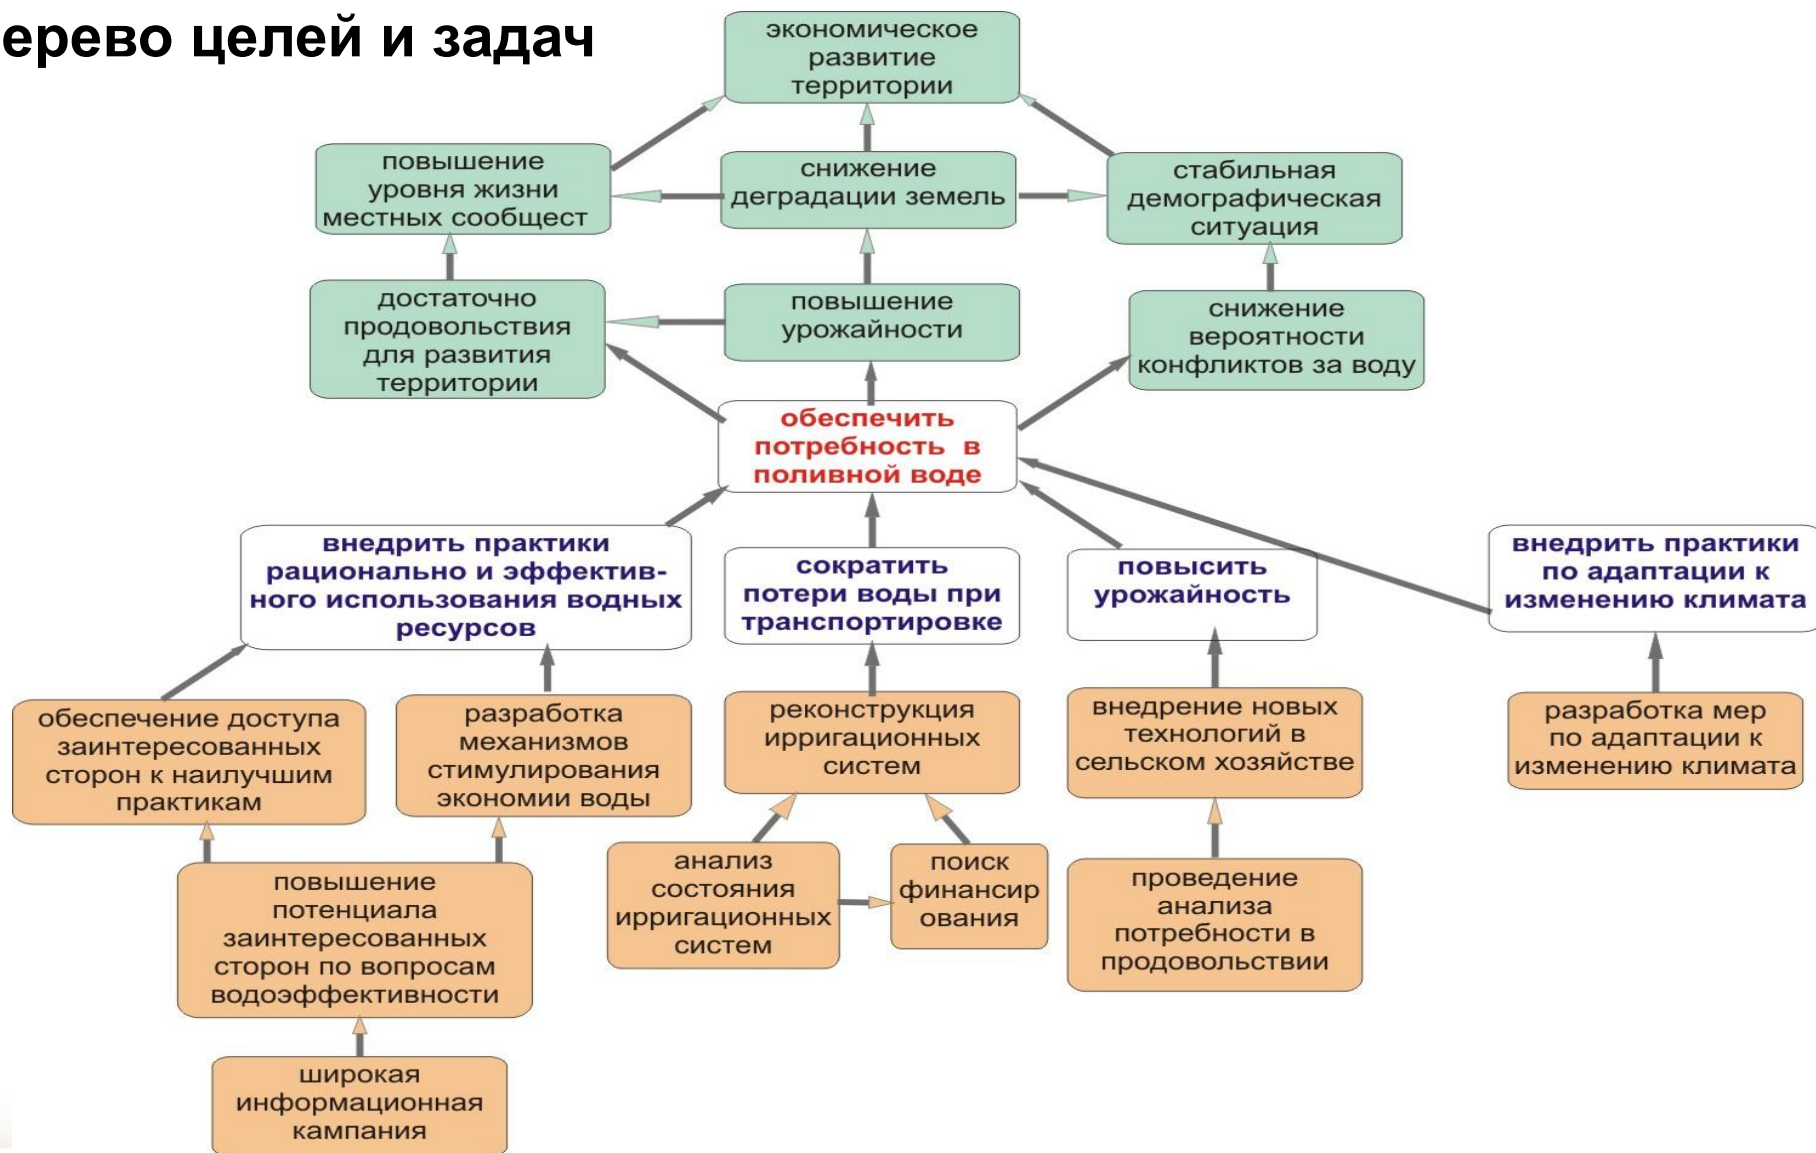 ерево целей и задач
экономическое
развитие
территории
повышение
уровня жизни
местных сообщест
снижение
деградации земель
стабильная
демографическая
ситуация
достаточно
продовольствия
для развития
территории
повышение
урожайности
снижение
вероятности
конфликтов за воду
обеспечить
потребность в
поливной воде
внедрить практики
рационально и эффектив-
ного использования водных
ресурсов
сократить
потери воды при
транспортировке
повысить
урожайность
внедрить практики
по адаптации к
изменению климата
обеспечение доступа
заинтересованных
сторон к наилучшим
практикам
разработка
механизмов
стимулирования
экономии воды
реконструкция
ирригационных
систем
внедрение новых
технологий в
сельском хозяйстве
разработка мер
по адаптации к
изменению климата
повышение
потенциала
заинтересованных
сторон по вопросам
водоэффективности
анализ
состояния
ирригационных
систем
поиск
финансир
ования
проведение
анализа
потребности в
продовольствии
широкая
информационная
кампания